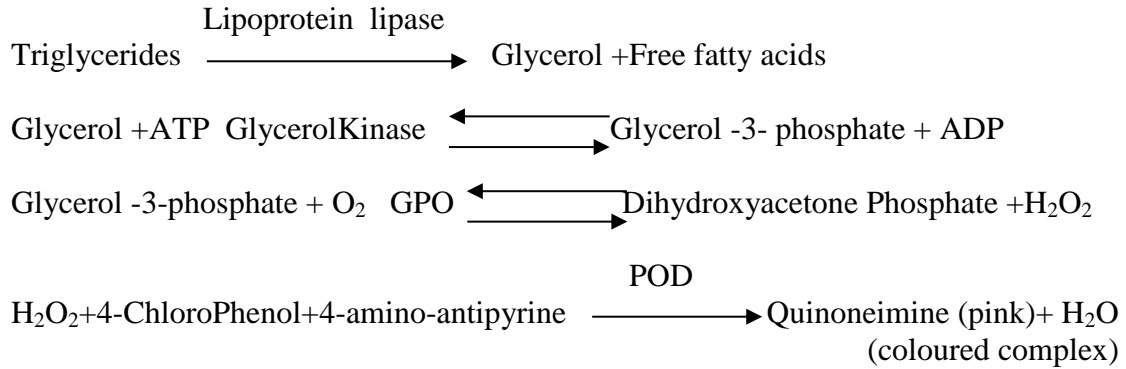 Lipoprotein lipase
Triglycerides Glycerol +Free fatty acids
Glycerol +ATP GlycerolKinase Glycerol -3- phosphate + ADP
Glycerol -3-phosphate + O₂ GPO Dihydroxyacetone Phosphate +H₂O₂
POD
H₂O₂+4-ChloroPhenol+4-amino-antipyrine Quinoneimine (pink)+ H₂O
(coloured complex)